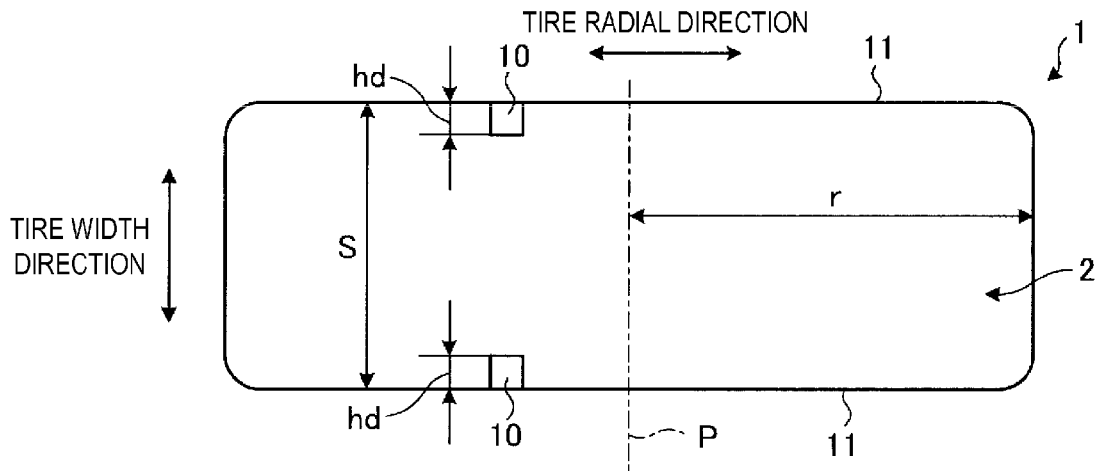 TIRE RADIAL DIRECTION
1
hd
10
11
TIRE WIDTH
DIRECTION
S
r
2
hd
10
P
11